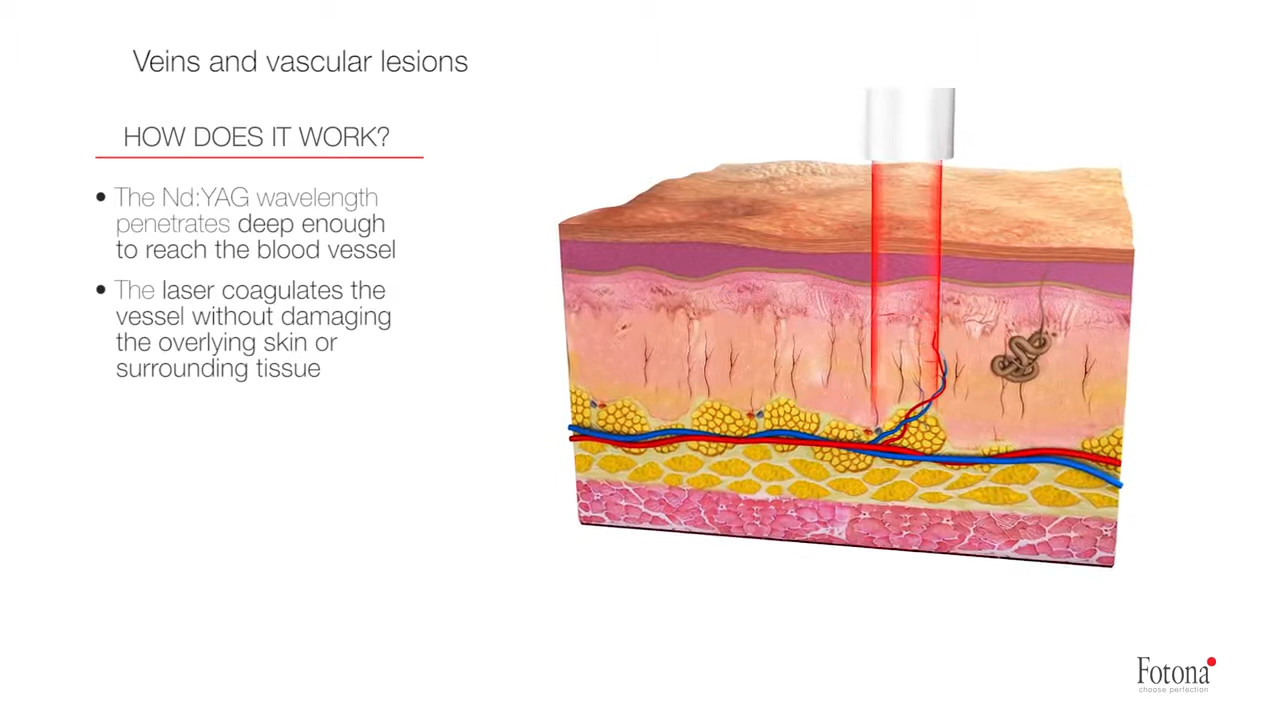 Veins and vascular lesions
HOW DOES IT WORK?
• The Nd:YAG wavelength
penetrates deep enough
to reach the blood vessel
• The laser coagulates the
vessel without damaging
the overlying skin or
surrounding tissue
Fotona
choose perfection